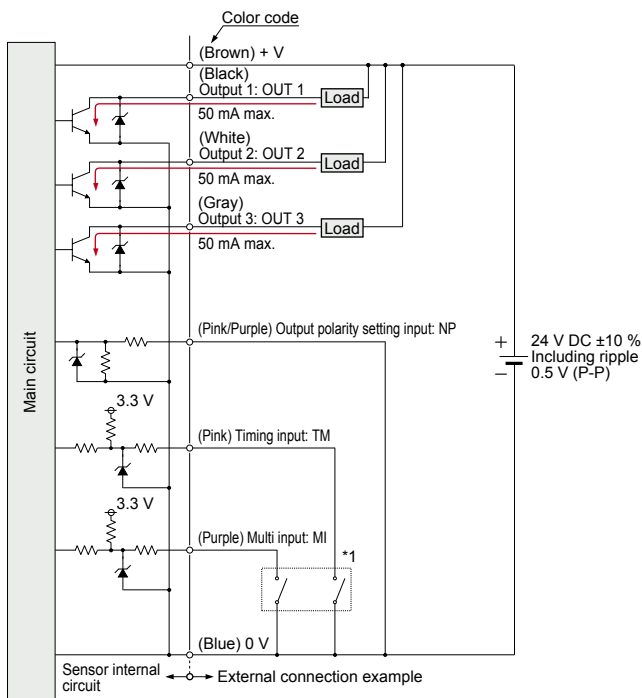 Color code
(Brown) + V
(Black)
Output 1: OUT 1
Load
50 mA max.
(White)
Output 2: OUT 2
Load
50 mA max.
(Gray)
Output 3: OUT 3
Load
50 mA max.
Main circuit
(Pink/Purple) Output polarity setting input: NP
+
24 V DC ±10 %
Including ripple
−
0.5 V (P-P)
3.3 V
(Pink) Timing input: TM
3.3 V
(Purple) Multi input: MI
*1
(Blue) 0 V
Sensor internal
circuit
External connection example